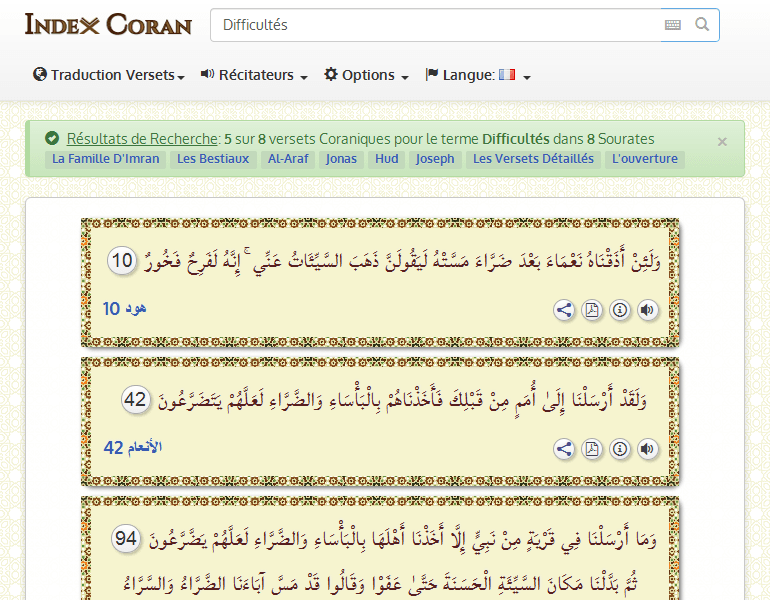 INDEX CORAN
Difficultés
Traduction Versets Récitateurs Options Langue:
Résultats de Recherche: 5 sur 8 versets Coraniques pour le terme Difficultés dans 8 Sourates ×
La Famille D'Imran Les Bestiaux Al-Araf Jonas Hud Joseph Les Versets Détaillés L'ouverture
وَلَئِنْ أَذَقْنَاهُ نَعْمَاءَ بَعْدَ ضَرَّاءَ مَسَّتْهُ لَيَقُولَنَّ ذَهَبَ السَّيِّئَاتُ عَنِّي ۚ إِنَّهُ لَفَرِحٌ فَخُورٌ 10
هود 10
وَلَقَدْ أَرْسَلْنَا إِلَىٰ أُمَمٍ مِنْ قَبْلِكَ فَأَخَذْنَاهُمْ بِالْبَأْسَاءِ وَالضَّرَّاءِ لَعَلَّهُمْ يَتَضَرَّعُونَ 42
الأنعام 42
وَمَا أَرْسَلْنَا فِي قَرْيَةٍ مِنْ نَبِيٍّ إِلَّا أَخَذْنَا أَهْلَهَا بِالْبَأْسَاءِ وَالضَّرَّاءِ لَعَلَّهُمْ يَضَّرَّعُونَ 94
ثُمَّ بَدَّلْنَا مَكَانَ السَّيِّئَةِ الْحَسَنَةَ حَتَّىٰ عَفَوْا وَقَالُوا قَدْ مَسَّ آبَاءَنَا الضَّرَّاءُ وَالسَّرَّاءُ